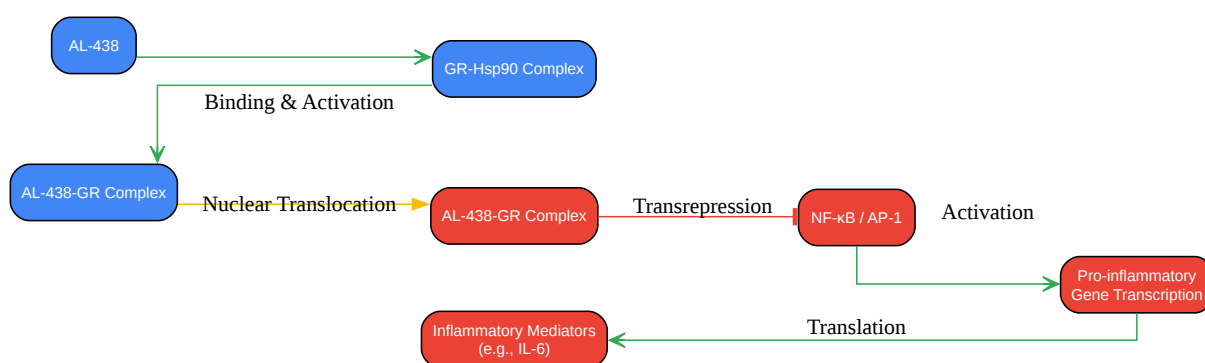 AL-438
GR-Hsp90 Complex
Binding & Activation
AL-438-GR Complex
Nuclear Translocation
AL-438-GR Complex
Transrepression
NF-κB / AP-1
Activation
Pro-inflammatory
Gene Transcription
Translation
Inflammatory Mediators
(e.g., IL-6)